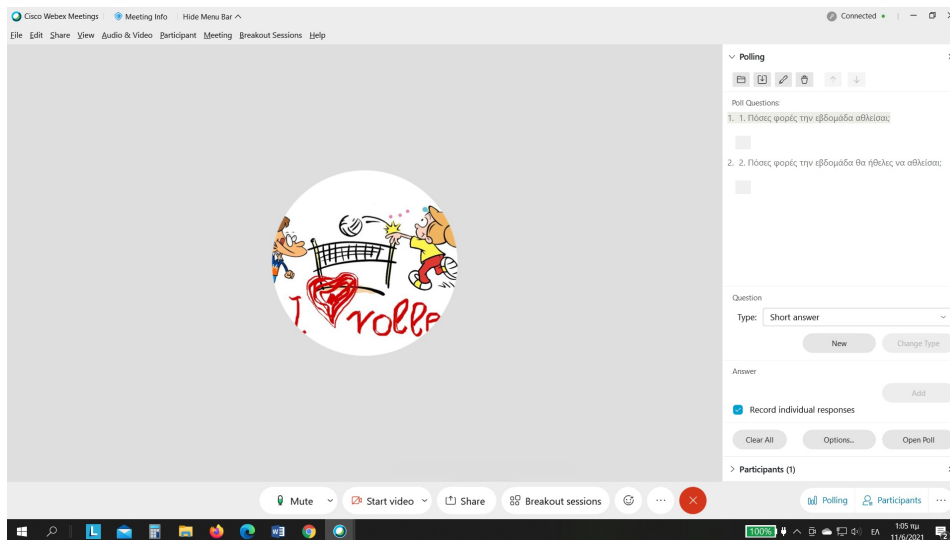 Cisco Webex Meetings
Meeting Info
Hide Menu Bar
Connected
File Edit Share View Audio & Video Participant Meeting Breakout Sessions Help
Polling
Poll Questions:
1. 1. Πόσες φορές την εβδομάδα αθλείσαι;
2. 2. Πόσες φορές την εβδομάδα θα ήθελες να αθλείσαι;
I
volle
Question
Type: Short answer
New
Change Type
Answer
Add
Record individual responses
Clear All
Options...
Open Poll
Participants (1)
Mute
Start video
Share
Breakout sessions
Polling
Participants
100%
ΕΛ
1:05 πμ
11/6/2021